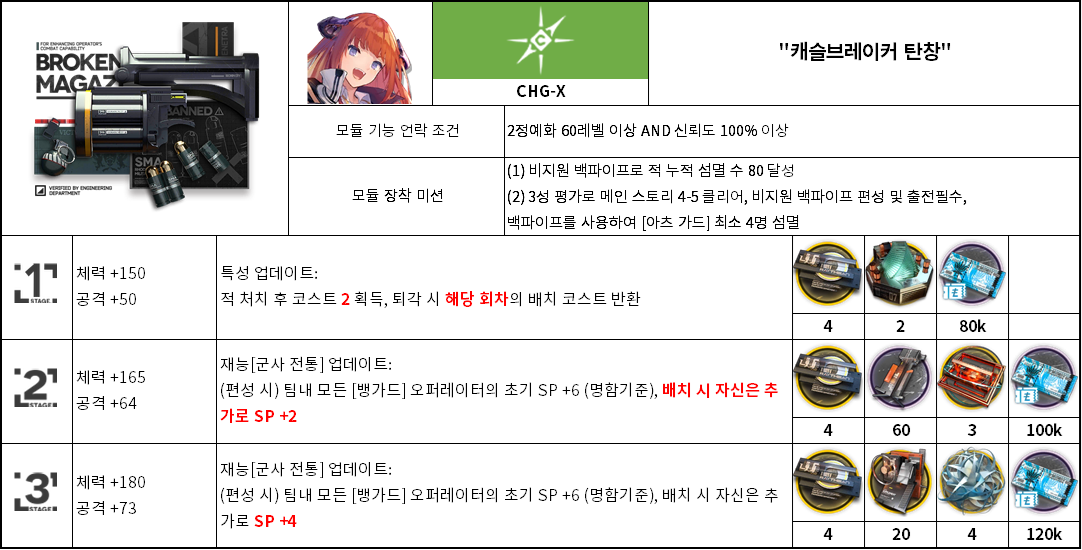 FOR ENHANCING OPERATOR'S
COMBAT CAPABILITY
BROKEN
MAGAZ
BANNED
SMA
VERIFIED BY ENGINEERING
DEPARTMENT
C
CHG-X
"캐슬브레이커 탄창"
모듈 기능 언락 조건
2정예화 60레벨 이상 AND 신뢰도 100% 이상
모듈 장착 미션
(1) 비지원 백파이프로 적 누적 섬멸 수 80 달성
(2) 3성 평가로 메인 스토리 4-5 클리어, 비지원 백파이프 편성 및 출전필수,
백파이프를 사용하여 [아츠 가드] 최소 4명 섬멸
1
STAGE.
체력 +150
공격 +50
특성 업데이트:
적 처치 후 코스트 2 획득, 퇴각 시 해당 회차의 배치 코스트 반환
4
2
80k
2
STAGE.
체력 +165
공격 +64
재능[군사 전통] 업데이트:
(편성 시) 팀내 모든 [뱅가드] 오퍼레이터의 초기 SP +6 (명함기준), 배치 시 자신은 추
가로 SP +2
4
60
3
100k
3
STAGE.
체력 +180
공격 +73
재능[군사 전통] 업데이트:
(편성 시) 팀내 모든 [뱅가드] 오퍼레이터의 초기 SP +6 (명함기준), 배치 시 자신은 추
가로 SP +4
4
20
4
120k